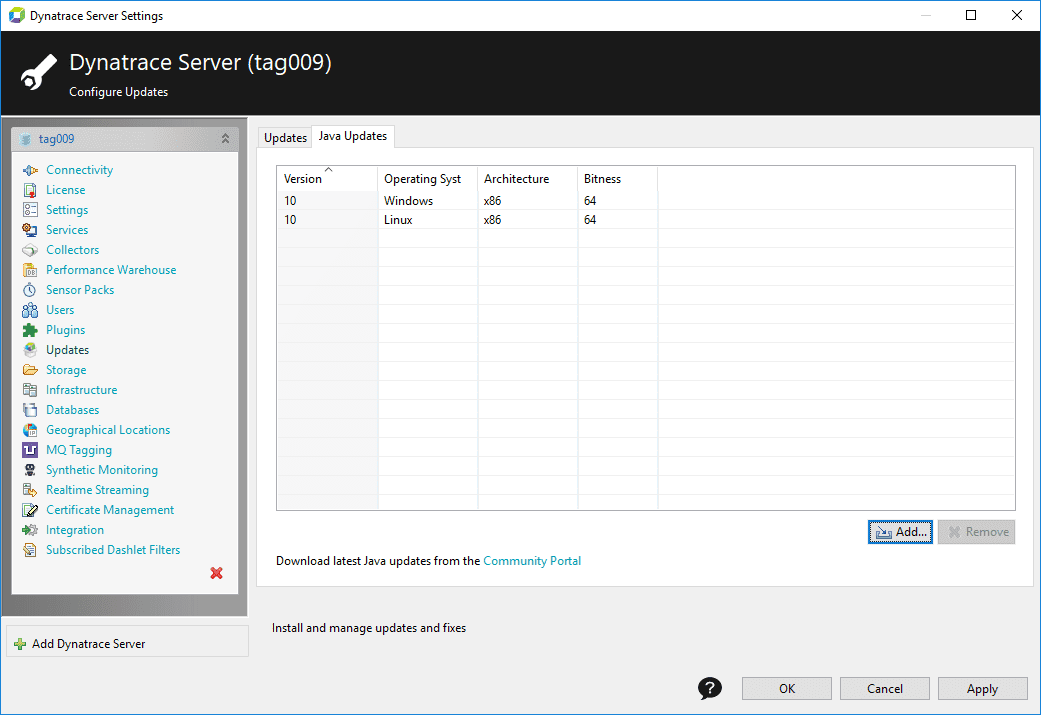 Dynatrace Server Settings
Dynatrace Server (tag009)
Configure Updates
tag009
Connectivity
License
Settings
Services
Collectors
Performance Warehouse
Sensor Packs
Users
Plugins
Updates
Storage
Infrastructure
Databases
Geographical Locations
MQ Tagging
Synthetic Monitoring
Realtime Streaming
Certificate Management
Integration
Subscribed Dashlet Filters
Add Dynatrace Server
Updates Java Updates
Version Operating Syst Architecture Bitness
10 Windows x86 64
10 Linux x86 64
Add... Remove
Download latest Java updates from the Community Portal
Install and manage updates and fixes
? OK Cancel Apply